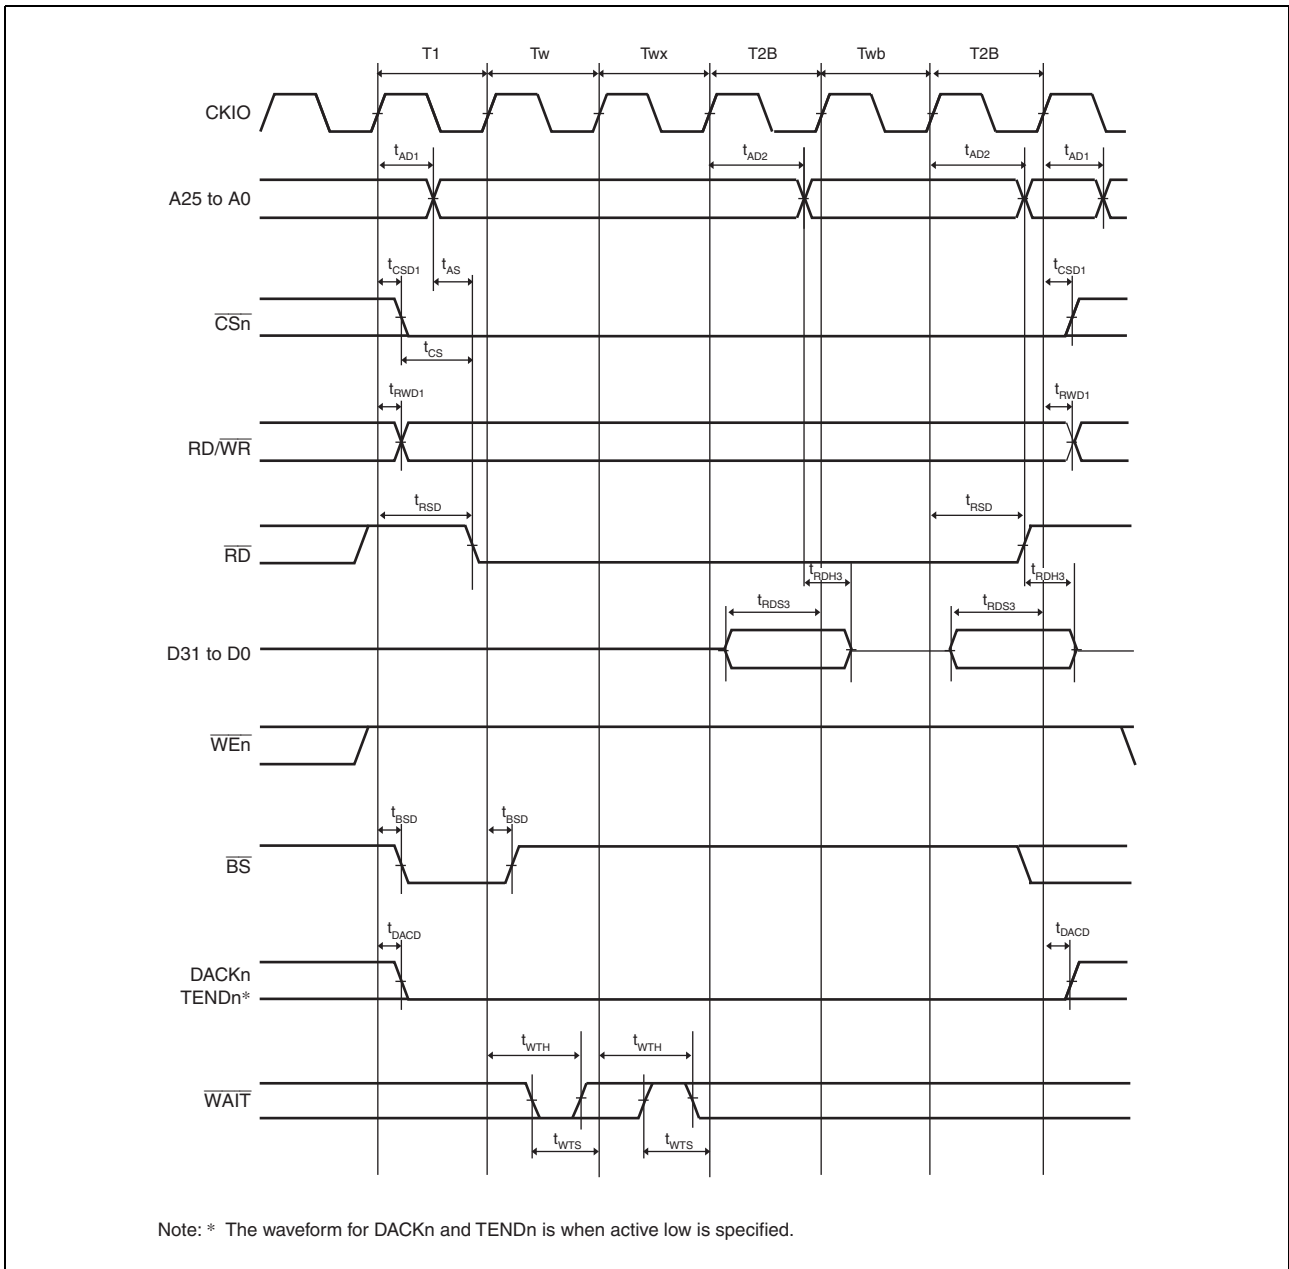 T1 Tw Twx T2B Twb T2B
CKIO
tAD1 tAD2 tAD2 tAD1
A25 to A0
tCSD1 tAS tCSD1
CSn
tCS
tRWD1 tRWD1
RD/WR
tRSD tRSD
RD
tRDH3 tRDH3
tRDS3 tRDS3
D31 to D0
WEn
tBSD tBSD
BS
tDACD tDACD
DACKn
TENDn*
tWTH tWTH
WAIT
tWTS tWTS
Note: * The waveform for DACKn and TENDn is when active low is specified.